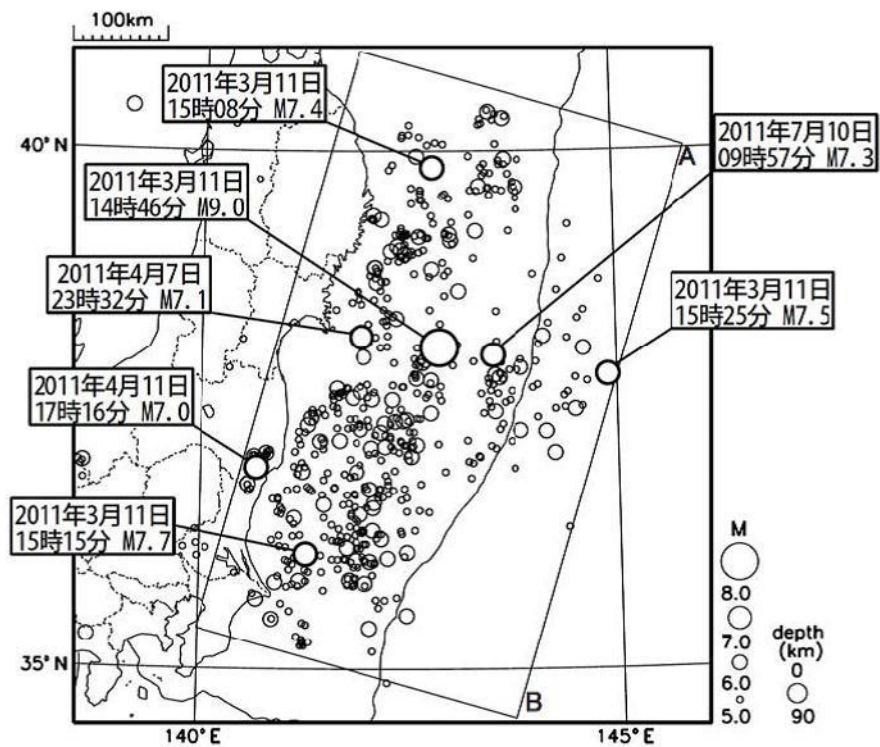 100km
2011年3月11日
15時08分 M7.4
40°N
A
2011年7月10日
09時57分 M7.3
2011年3月11日
14時46分 M9.0
2011年4月7日
23時32分 M7.1
2011年3月11日
15時25分 M7.5
2011年4月11日
17時16分 M7.0
2011年3月11日
15時15分 M7.7
M
8.0
7.0
6.0
5.0
depth
(km)
0
90
35°N
B
140°E
145°E